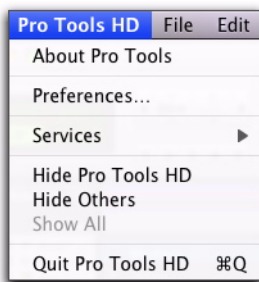 Pro Tools HD File Edit
About Pro Tools
Preferences...
Services
Hide Pro Tools HD
Hide Others
Show All
Quit Pro Tools HD ⌘Q